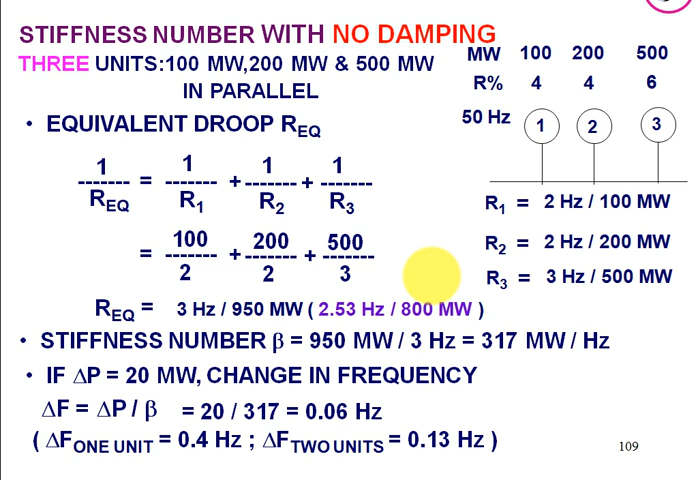 STIFFNESS NUMBER WITH NO DAMPING
THREE UNITS:100 MW,200 MW & 500 MW
IN PARALLEL
MW 100 200 500
R% 4 4 6
50 Hz 1 2 3
• EQUIVALENT DROOP REQ
1 1 1 1
------- = ------- + ------- + -------
REQ R1 R2 R3
R1 = 2 Hz / 100 MW
100 200 500
= ------- + ------- + -------
2 2 3
R2 = 2 Hz / 200 MW
R3 = 3 Hz / 500 MW
REQ = 3 Hz / 950 MW ( 2.53 Hz / 800 MW )
• STIFFNESS NUMBER β = 950 MW / 3 Hz = 317 MW / Hz
• IF ΔP = 20 MW, CHANGE IN FREQUENCY
ΔF = ΔP / β = 20 / 317 = 0.06 Hz
( ΔFONE UNIT = 0.4 Hz ; ΔFTWO UNITS = 0.13 Hz )
109